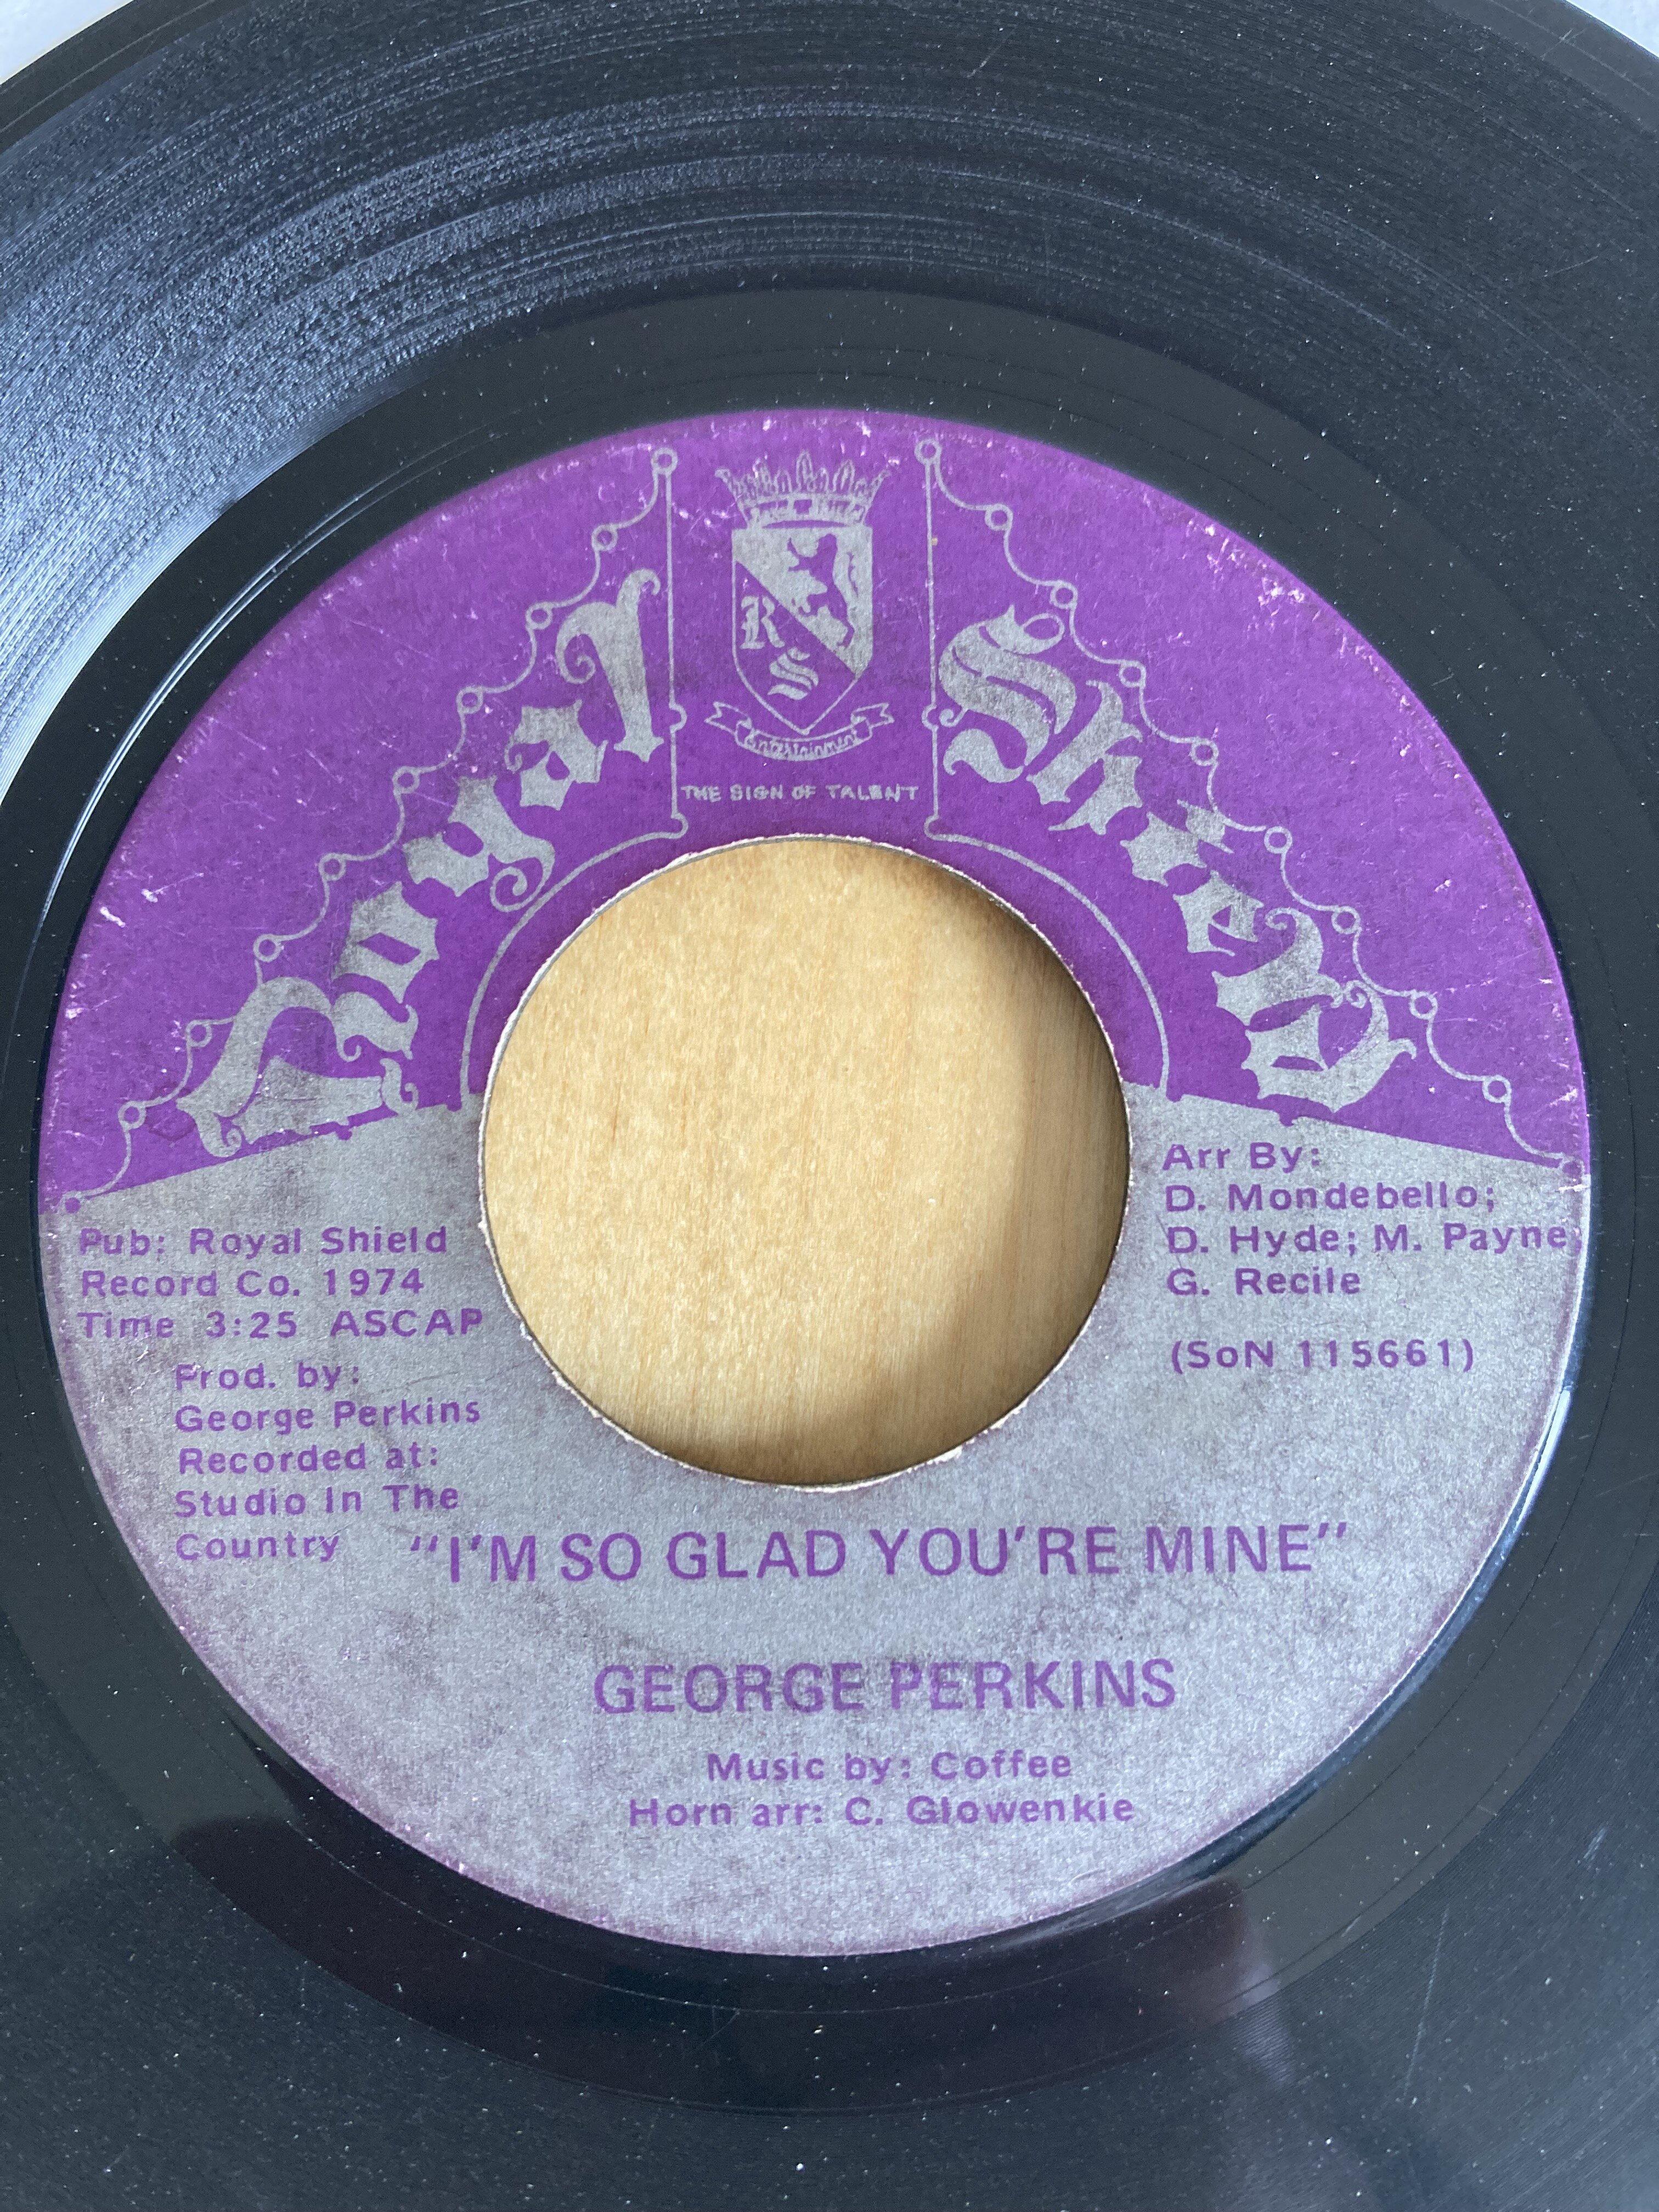 Royal Shield
R
S
Entertainment
THE SIGN OF TALENT
Pub: Royal Shield
Record Co. 1974
Time 3:25 ASCAP
Prod. by:
George Perkins
Recorded at:
Studio In The
Country
Arr By:
D. Mondebello;
D. Hyde; M. Payne
G. Recile
(SoN 115661)
"I'M SO GLAD YOU'RE MINE"
GEORGE PERKINS
Music by: Coffee
Horn arr: C. Glowenkie